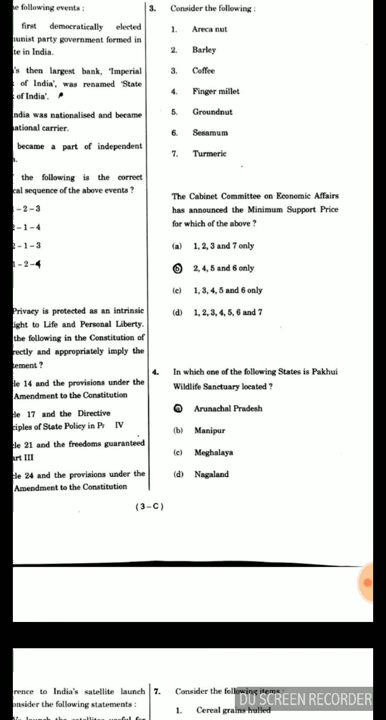 e following events :
first democratically elected
unist party government formed in
te in India.
's then largest bank, 'Imperial
of India', was renamed 'State
of India'.
ndia was nationalised and became
ational carrier.
became a part of independent
the following is the correct
cal sequence of the above events ?
– 2 – 3
– 1 – 4
– 1 – 3
– 2 – 4
Privacy is protected as an intrinsic
ight to Life and Personal Liberty.
the following in the Constitution of
rectly and appropriately imply the
tement ?
le 14 and the provisions under the
Amendment to the Constitution
le 17 and the Directive
ciples of State Policy in P IV
le 21 and the freedoms guaranteed
art III
le 24 and the provisions under the
Amendment to the Constitution
3. Consider the following :
1. Areca nut
2. Barley
3. Coffee
4. Finger millet
5. Groundnut
6. Sesamum
7. Turmeric
The Cabinet Committee on Economic Affairs
has announced the Minimum Support Price
for which of the above ?
(a) 1, 2, 3 and 7 only
(b) 2, 4, 5 and 6 only
(c) 1, 3, 4, 5 and 6 only
(d) 1, 2, 3, 4, 5, 6 and 7
4. In which one of the following States is Pakhui
Wildlife Sanctuary located ?
(a) Arunachal Pradesh
(b) Manipur
(c) Meghalaya
(d) Nagaland
( 3 – C )
rence to India's satellite launch
onsider the following statements :
launch the satellites useful for
7. Consider the following items :
1. Cereal grains hulled
DU SCREEN RECORDER